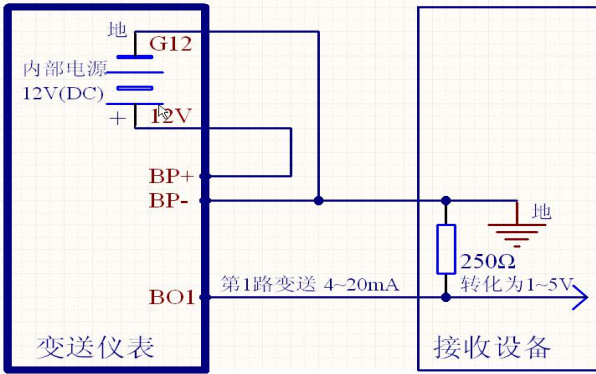 地
G12
内部电源
12V(DC)
+
12V
BP+
BP-
地
250Ω
第1路变送 4~20mA
转化为1~5V
BO1
变送仪表
接收设备